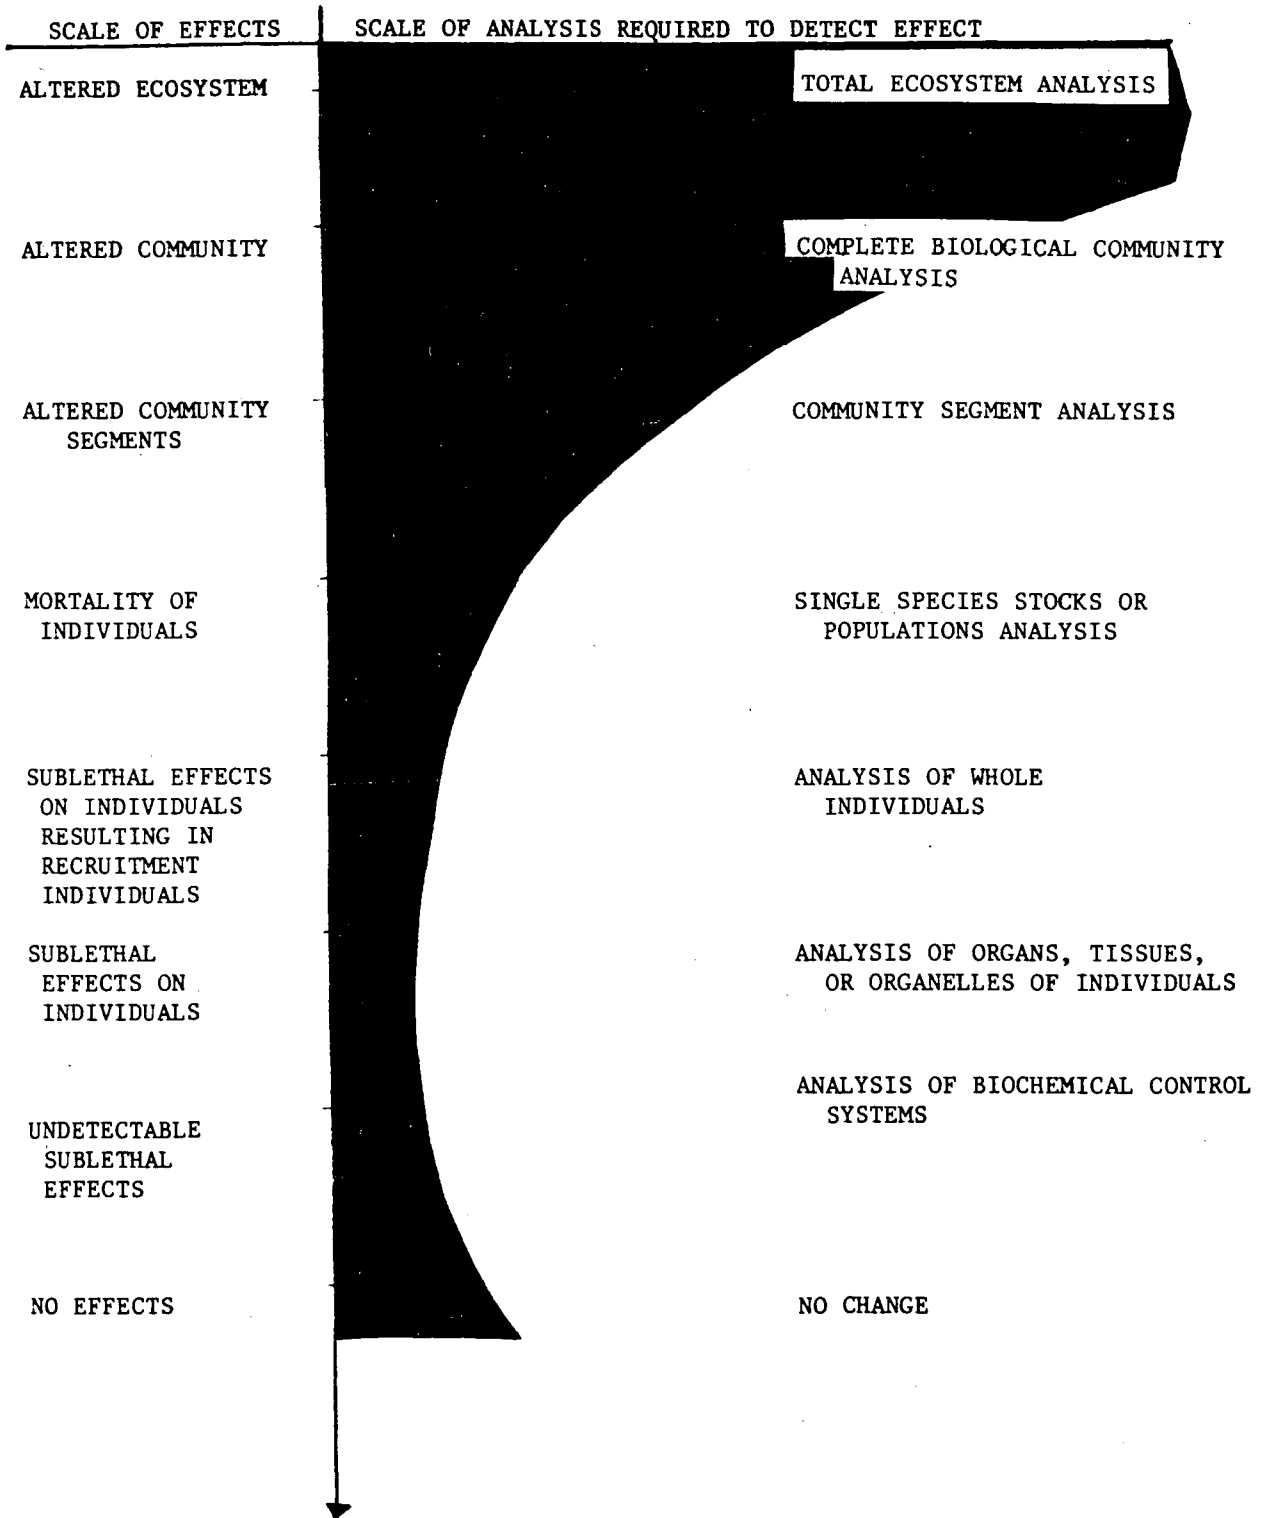 SCALE OF EFFECTS
SCALE OF ANALYSIS REQUIRED TO DETECT EFFECT
ALTERED ECOSYSTEM
TOTAL ECOSYSTEM ANALYSIS
ALTERED COMMUNITY
COMPLETE BIOLOGICAL COMMUNITY
ANALYSIS
ALTERED COMMUNITY
SEGMENTS
COMMUNITY SEGMENT ANALYSIS
MORTALITY OF
INDIVIDUALS
SINGLE SPECIES STOCKS OR
POPULATIONS ANALYSIS
SUBLETHAL EFFECTS
ON INDIVIDUALS
RESULTING IN
RECRUITMENT
INDIVIDUALS
ANALYSIS OF WHOLE
INDIVIDUALS
SUBLETHAL
EFFECTS ON
INDIVIDUALS
ANALYSIS OF ORGANS, TISSUES,
OR ORGANELLES OF INDIVIDUALS
ANALYSIS OF BIOCHEMICAL CONTROL
SYSTEMS
UNDETECTABLE
SUBLETHAL
EFFECTS
NO EFFECTS
NO CHANGE